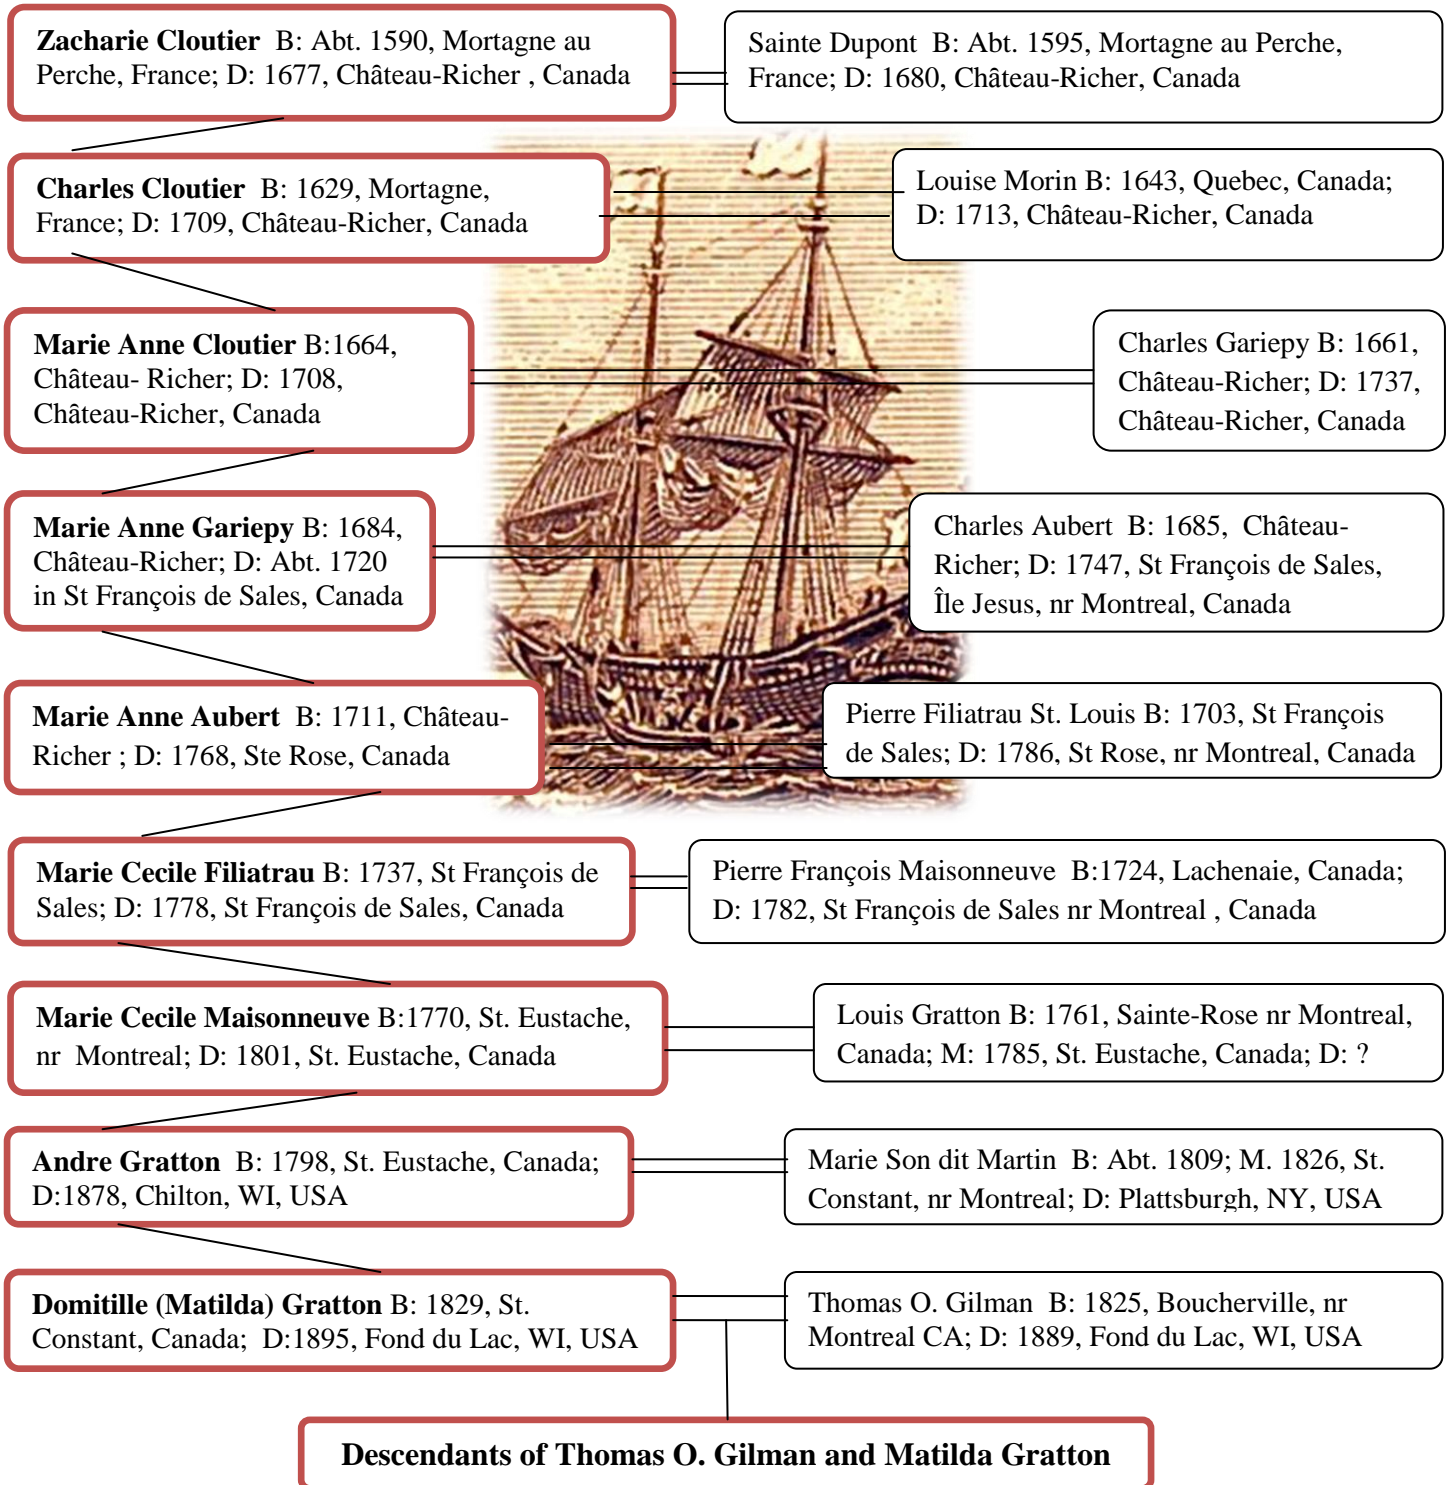 Zacharie Cloutier B: Abt. 1590, Mortagne au
Perche, France; D: 1677, Château-Richer , Canada
Sainte Dupont B: Abt. 1595, Mortagne au Perche,
France; D: 1680, Château-Richer, Canada
Charles Cloutier B: 1629, Mortagne,
France; D: 1709, Château-Richer, Canada
Louise Morin B: 1643, Quebec, Canada;
D: 1713, Château-Richer, Canada
Marie Anne Cloutier B:1664,
Château- Richer; D: 1708,
Château-Richer, Canada
Charles Gariepy B: 1661,
Château-Richer; D: 1737,
Château-Richer, Canada
Marie Anne Gariepy B: 1684,
Château-Richer; D: Abt. 1720
in St François de Sales, Canada
Charles Aubert B: 1685, Château-
Richer; D: 1747, St François de Sales,
Île Jesus, nr Montreal, Canada
Marie Anne Aubert B: 1711, Château-
Richer ; D: 1768, Ste Rose, Canada
Pierre Filiatrau St. Louis B: 1703, St François
de Sales; D: 1786, St Rose, nr Montreal, Canada
Marie Cecile Filiatrau B: 1737, St François de
Sales; D: 1778, St François de Sales, Canada
Pierre François Maisonneuve B:1724, Lachenaie, Canada;
D: 1782, St François de Sales nr Montreal , Canada
Marie Cecile Maisonneuve B:1770, St. Eustache,
nr Montreal; D: 1801, St. Eustache, Canada
Louis Gratton B: 1761, Sainte-Rose nr Montreal,
Canada; M: 1785, St. Eustache, Canada; D: ?
Andre Gratton B: 1798, St. Eustache, Canada;
D:1878, Chilton, WI, USA
Marie Son dit Martin B: Abt. 1809; M. 1826, St.
Constant, nr Montreal; D: Plattsburgh, NY, USA
Domitille (Matilda) Gratton B: 1829, St.
Constant, Canada; D:1895, Fond du Lac, WI, USA
Thomas O. Gilman B: 1825, Boucherville, nr
Montreal CA; D: 1889, Fond du Lac, WI, USA
Descendants of Thomas O. Gilman and Matilda Gratton